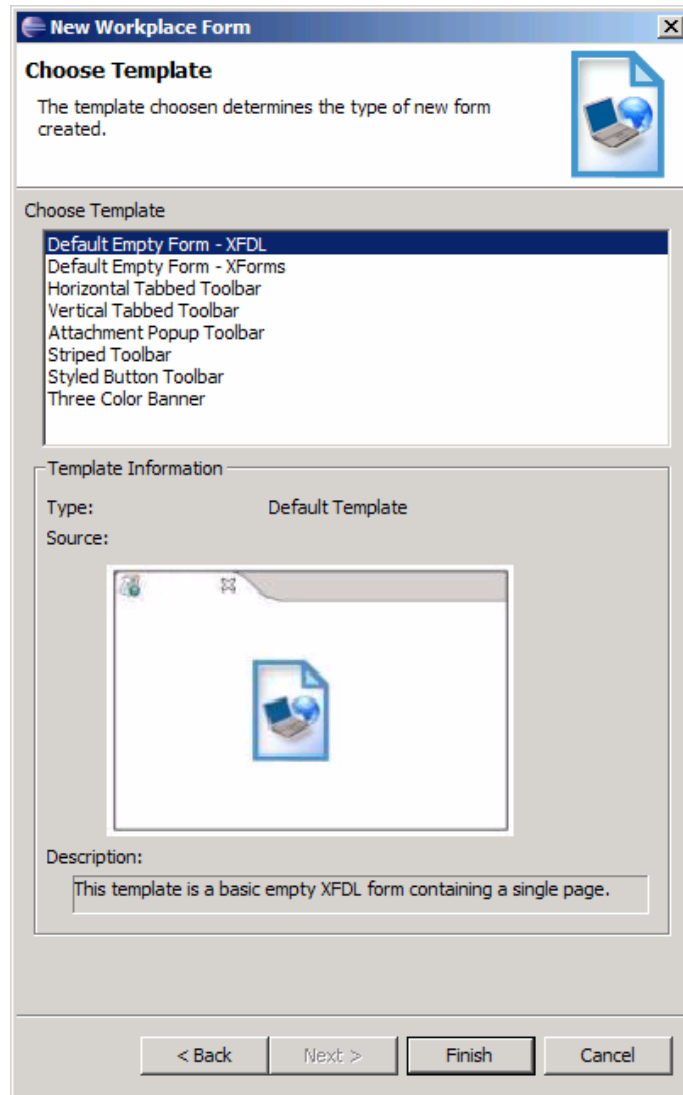 New Workplace Form
Choose Template
The template choosen determines the type of new form
created.
Choose Template
Default Empty Form - XFDL
Default Empty Form - XForms
Horizontal Tabbed Toolbar
Vertical Tabbed Toolbar
Attachment Popup Toolbar
Striped Toolbar
Styled Button Toolbar
Three Color Banner
Template Information
Type: Default Template
Source:
Description:
This template is a basic empty XFDL form containing a single page.
< Back Next > Finish Cancel